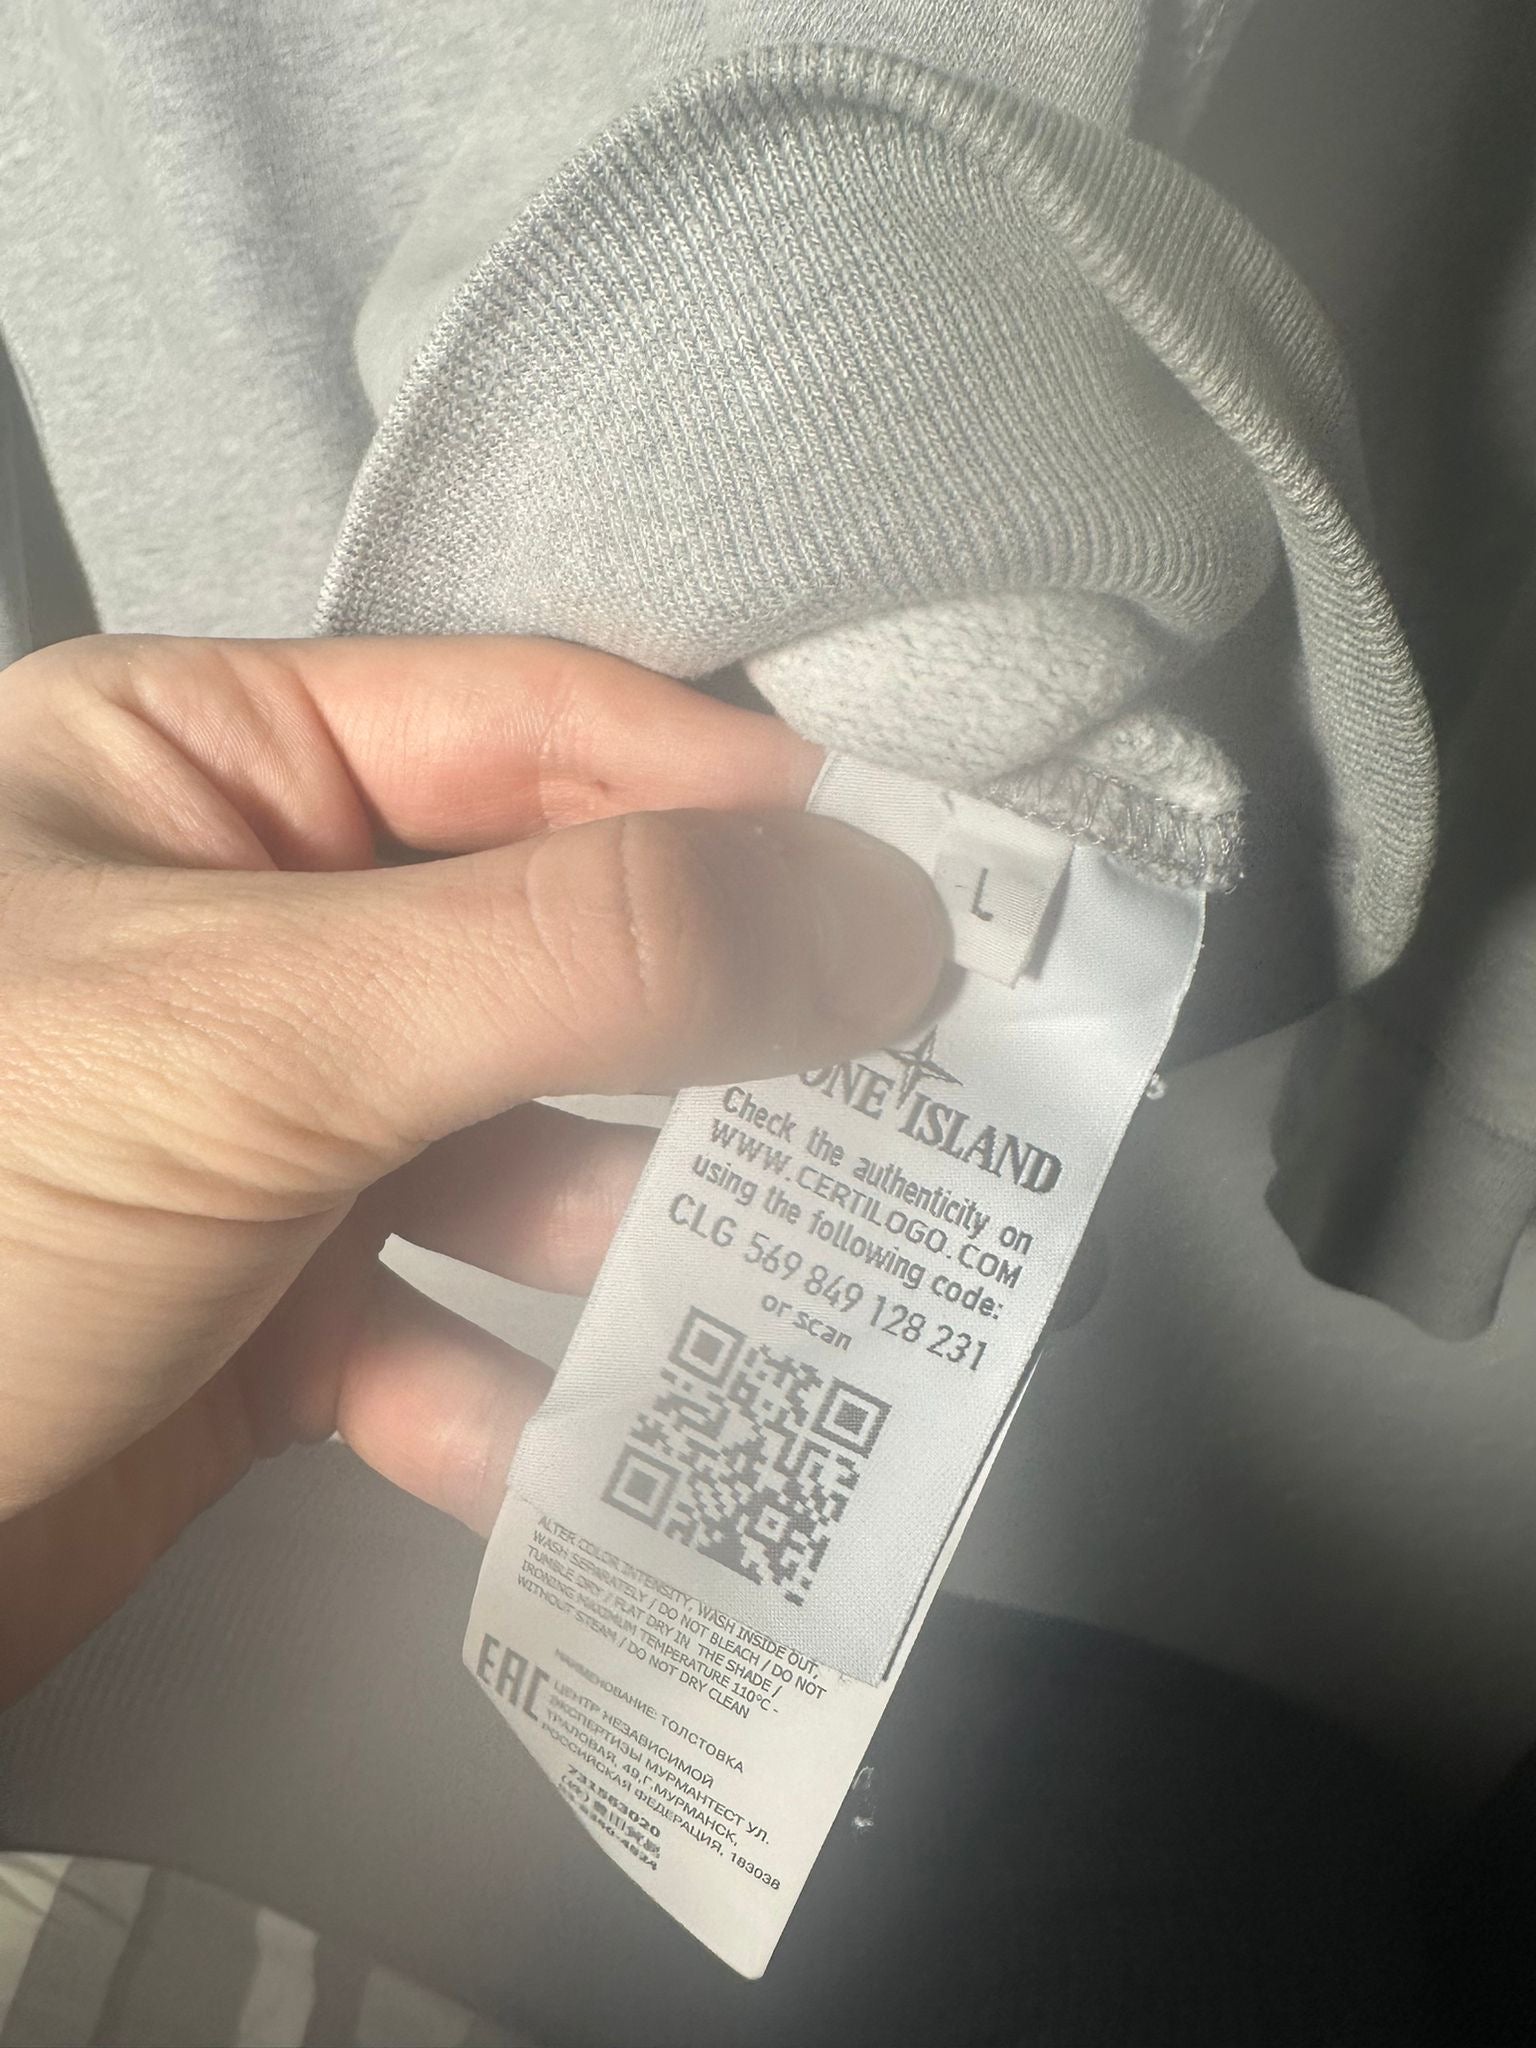 L
ONE ISLAND
Check the authenticity on
WWW.CERTILOGO.COM
using the following code:
CLG 569 849 128 231
or scan
ALTER COLOR INTENSITY, WASH INSIDE OUT,
WASH SEPARATELY / DO NOT BLEACH / DO NOT
TUMBLE DRY / FLAT DRY IN THE SHADE /
IRONING MAXIMUM TEMPERATURE 110°C -
WITHOUT STEAM / DO NOT DRY CLEAN
EAC
НАИМЕНОВАНИЕ: ТОЛСТОВКА
ЦЕНТР НЕЗАВИСИМОЙ
ЭКСПЕРТИЗЫ МУРМАНТЕСТ УЛ.
ТРАЛОВАЯ, 49, Г.МУРМАНСК,
РОССИЙСКАЯ ФЕДЕРАЦИЯ, 183038
731563020